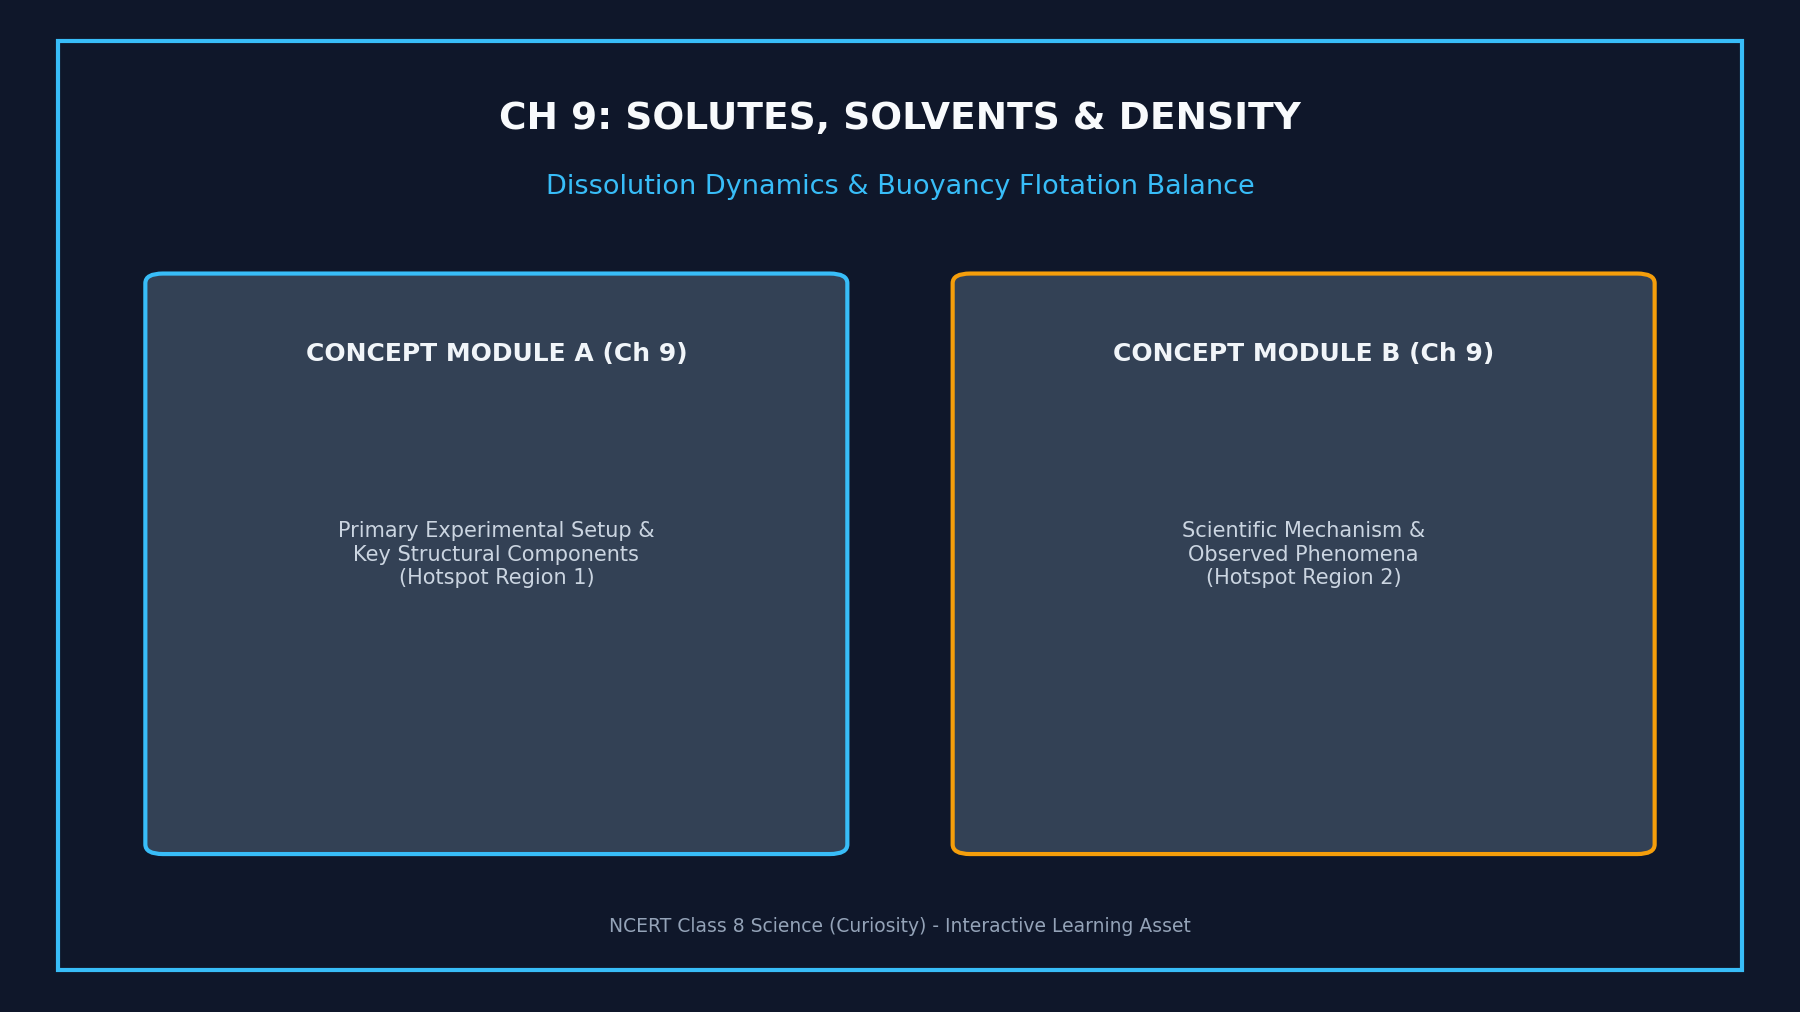 CH 9: SOLUTES, SOLVENTS & DENSITY
Dissolution Dynamics & Buoyancy Flotation Balance
CONCEPT MODULE A (Ch 9)
Primary Experimental Setup &
Key Structural Components
(Hotspot Region 1)
CONCEPT MODULE B (Ch 9)
Scientific Mechanism &
Observed Phenomena
(Hotspot Region 2)
NCERT Class 8 Science (Curiosity) - Interactive Learning Asset